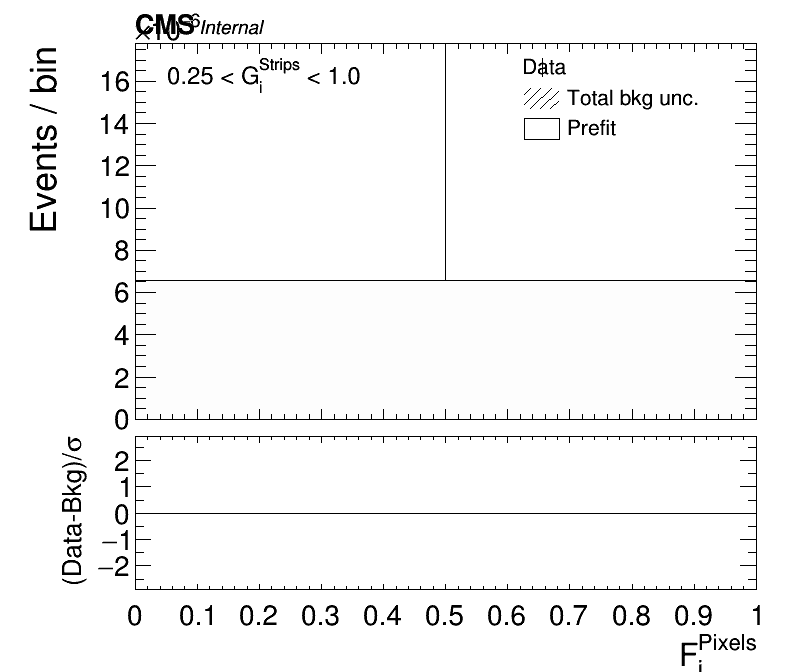 CMS Internal
×10⁻⁶
Events / bin
0.25 < G_i^Strips < 1.0
Data
Total bkg unc.
Prefit
16
14
12
10
8
6
4
2
0
(Data-Bkg)/σ
2
1
0
−1
−2
0 0.1 0.2 0.3 0.4 0.5 0.6 0.7 0.8 0.9 1
F_i^Pixels